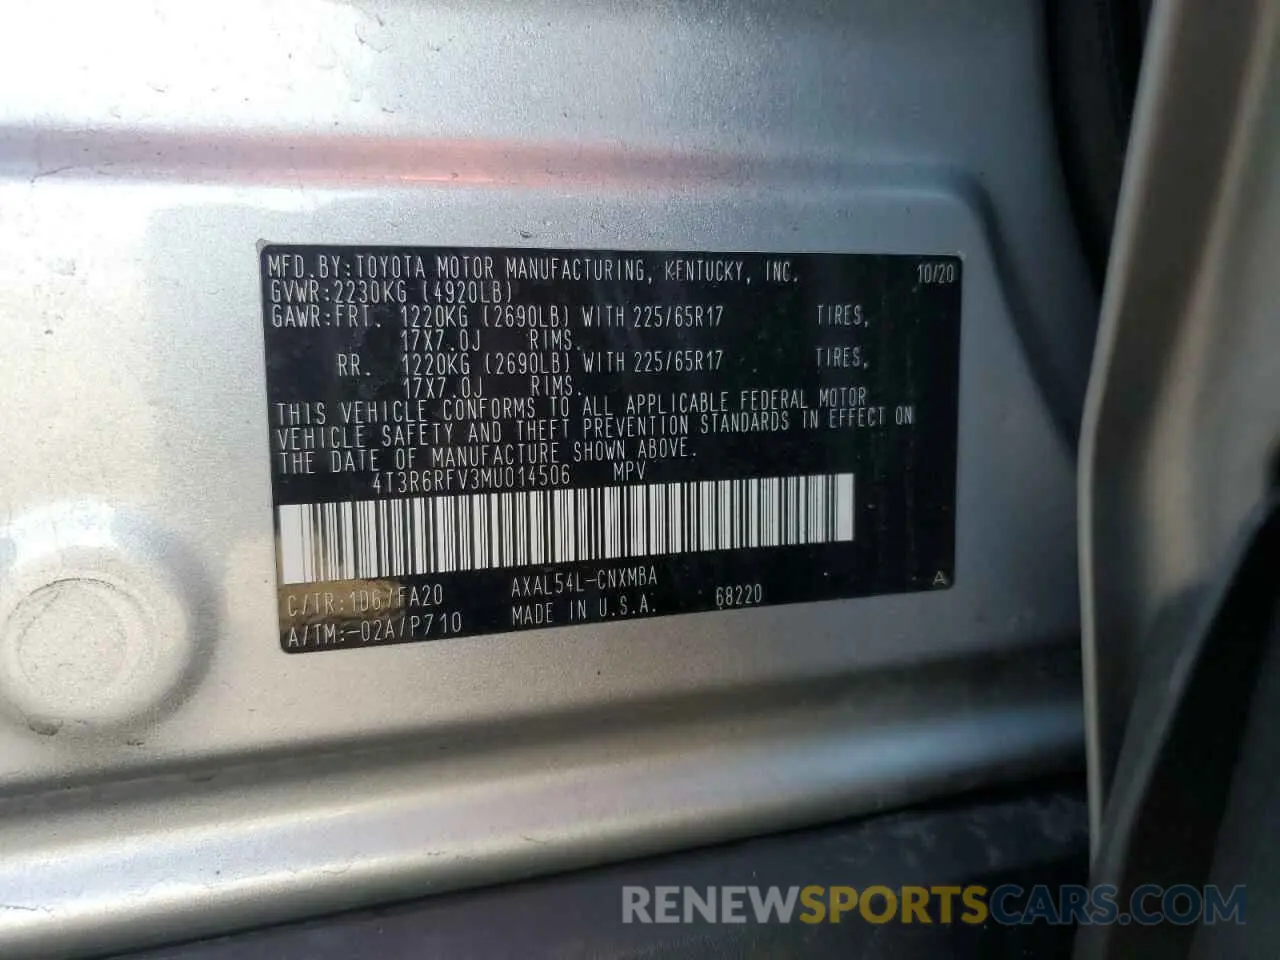 MFD.BY:TOYOTA MOTOR MANUFACTURING, KENTUCKY, INC. 10/20
GVWR:2230KG (4920LB)
GAWR:FRT. 1220KG (2690LB) WITH 225/65R17 TIRES,
17X7.0J RIMS.
RR. 1220KG (2690LB) WITH 225/65R17 TIRES,
17X7.0J RIMS.
THIS VEHICLE CONFORMS TO ALL APPLICABLE FEDERAL MOTOR
VEHICLE SAFETY AND THEFT PREVENTION STANDARDS IN EFFECT ON
THE DATE OF MANUFACTURE SHOWN ABOVE.
4T3R6RFV3MU014506 MPV
C/TR:1D6/FA20 AXAL54L-CNXMBA A
A/TM:-02A/P710 MADE IN U.S.A. 68220
RENEWSPORTSCARS.COM